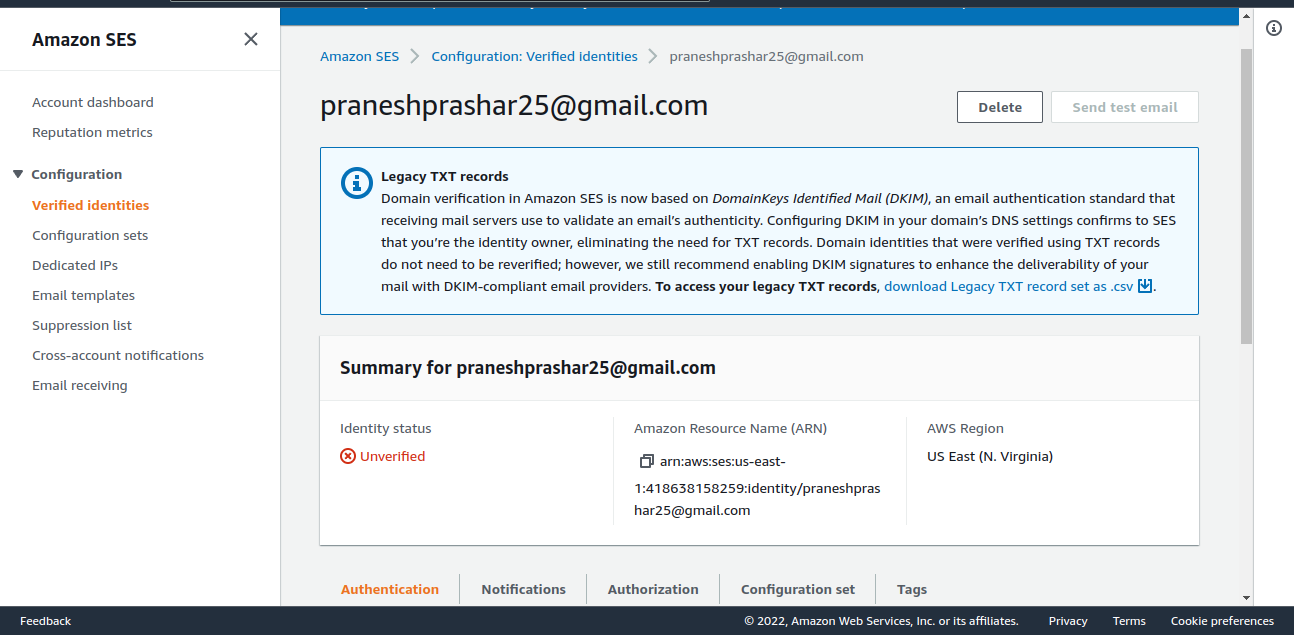 Amazon SES
Account dashboard
Reputation metrics
Configuration
Verified identities
Configuration sets
Dedicated IPs
Email templates
Suppression list
Cross-account notifications
Email receiving
Amazon SES
Configuration: Verified identities
praneshprashar25@gmail.com
praneshprashar25@gmail.com
Delete
Send test email
Legacy TXT records
Domain verification in Amazon SES is now based on DomainKeys Identified Mail (DKIM), an email authentication standard that
receiving mail servers use to validate an email’s authenticity. Configuring DKIM in your domain’s DNS settings confirms to SES
that you’re the identity owner, eliminating the need for TXT records. Domain identities that were verified using TXT records
do not need to be reverified; however, we still recommend enabling DKIM signatures to enhance the deliverability of your
mail with DKIM-compliant email providers. To access your legacy TXT records, download Legacy TXT record set as .csv .
Summary for praneshprashar25@gmail.com
Identity status
Unverified
Amazon Resource Name (ARN)
arn:aws:ses:us-east-
1:418638158259:identity/praneshpras
har25@gmail.com
AWS Region
US East (N. Virginia)
Authentication
Notifications
Authorization
Configuration set
Tags
Feedback
© 2022, Amazon Web Services, Inc. or its affiliates.
Privacy
Terms
Cookie preferences